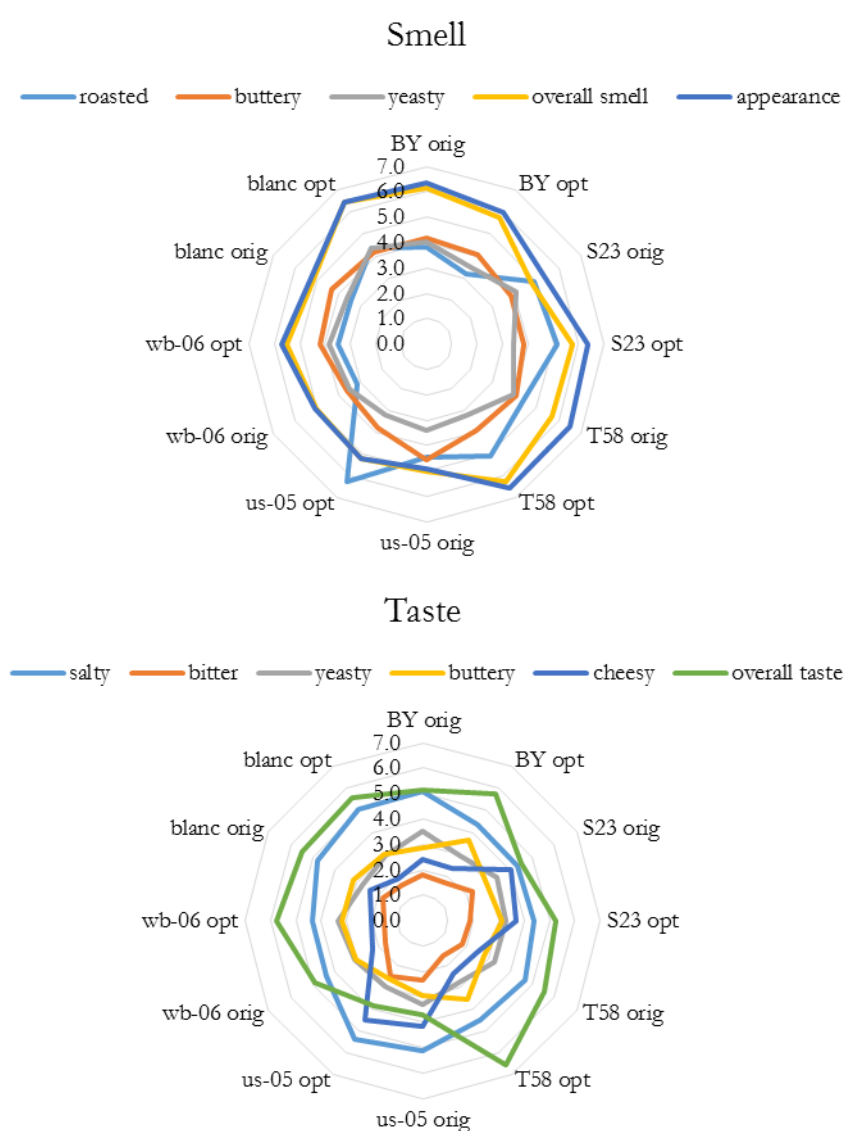 Smell
roasted buttery yeasty overall smell appearance
BY orig
7.0
blanc opt 6.0 BY opt
5.0
blanc orig 4.0 S23 orig
3.0
2.0
1.0
wb-06 opt 0.0 S23 opt
wb-06 orig T58 orig
us-05 opt T58 opt
us-05 orig
Taste
salty bitter yeasty buttery cheesy overall taste
BY orig
7.0
blanc opt 6.0 BY opt
5.0
4.0
blanc orig 3.0 S23 orig
2.0
1.0
wb-06 opt 0.0 S23 opt
wb-06 orig T58 orig
us-05 opt T58 opt
us-05 orig